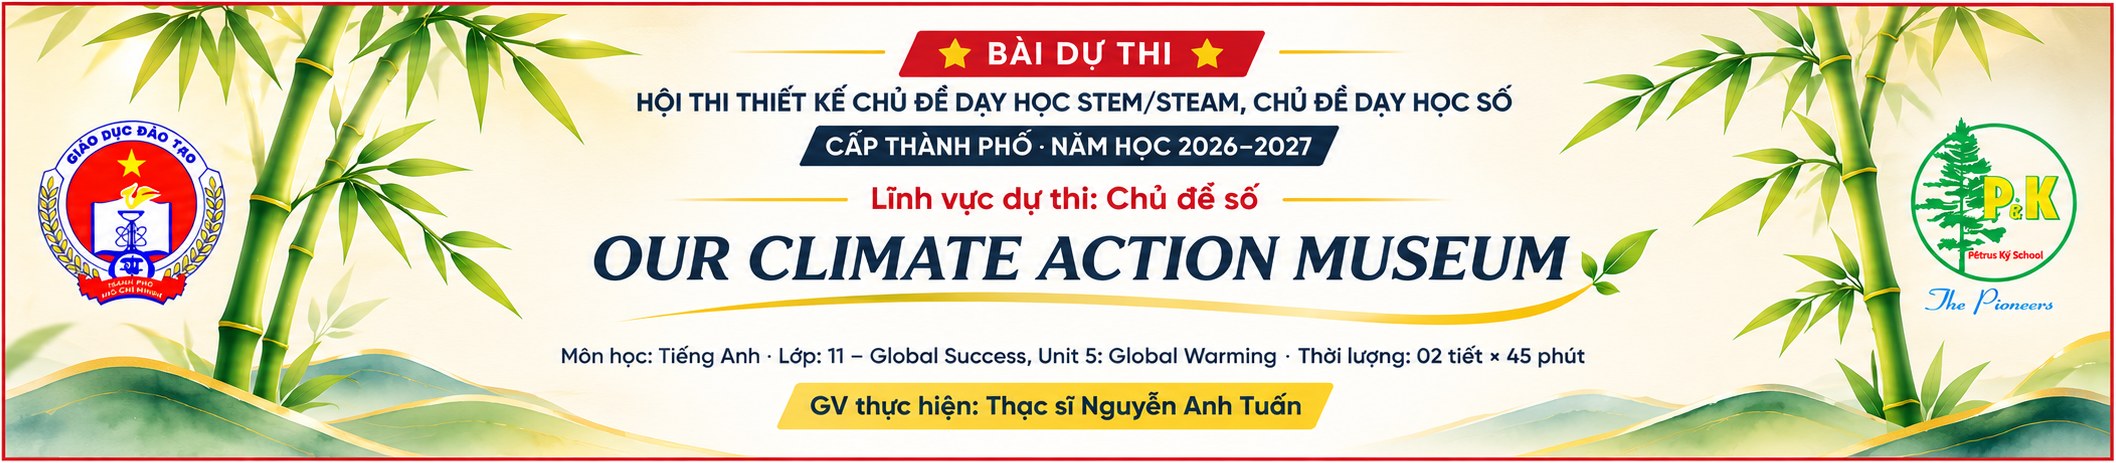 BÀI DỰ THI
HỘI THI THIẾT KẾ CHỦ ĐỀ DẠY HỌC STEM/STEAM, CHỦ ĐỀ DẠY HỌC SỐ
CẤP THÀNH PHỐ · NĂM HỌC 2026–2027
Lĩnh vực dự thi: Chủ đề số
OUR CLIMATE ACTION MUSEUM
Môn học: Tiếng Anh · Lớp: 11 – Global Success, Unit 5: Global Warming · Thời lượng: 02 tiết × 45 phút
GV thực hiện: Thạc sĩ Nguyễn Anh Tuấn
GIÁO DỤC ĐÀO TẠO
THÀNH PHỐ
HỒ CHÍ MINH
P&K
Pétrus Ký School
The Pioneers